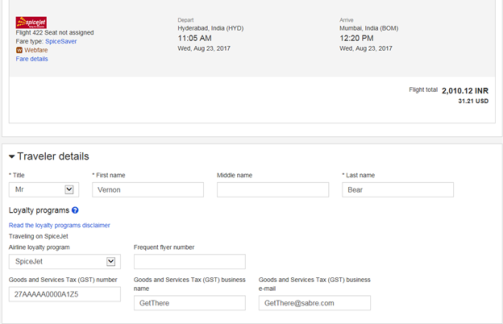 spicejet
Flight 422 Seat not assigned
Fare type: SpiceSaver
W Webfare
Fare details
Depart
Hyderabad, India (HYD)
11:05 AM
Wed, Aug 23, 2017
Arrive
Mumbai, India (BOM)
12:20 PM
Wed, Aug 23, 2017
Flight total 2,010.12 INR
31.21 USD
Traveler details
* Title
* First name
Middle name
* Last name
Mr
Vernon
Bear
Loyalty programs ?
Read the loyalty programs disclaimer
Traveling on SpiceJet
Airline loyalty program
Frequent flyer number
SpiceJet
Goods and Services Tax (GST) number
Goods and Services Tax (GST) business name
Goods and Services Tax (GST) business e-mail
27AAAAA0000A1Z5
GetThere
GetThere@sabre.com